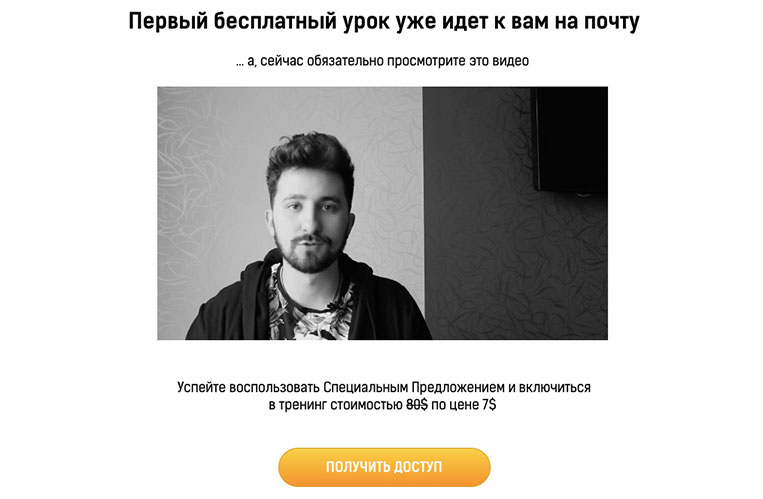 Первый бесплатный урок уже идет к вам на почту
... а, сейчас обязательно просмотрите это видео
Успейте воспользовать Специальным Предложением и включиться
в тренинг стоимостью 80$ по цене 7$
ПОЛУЧИТЬ ДОСТУП